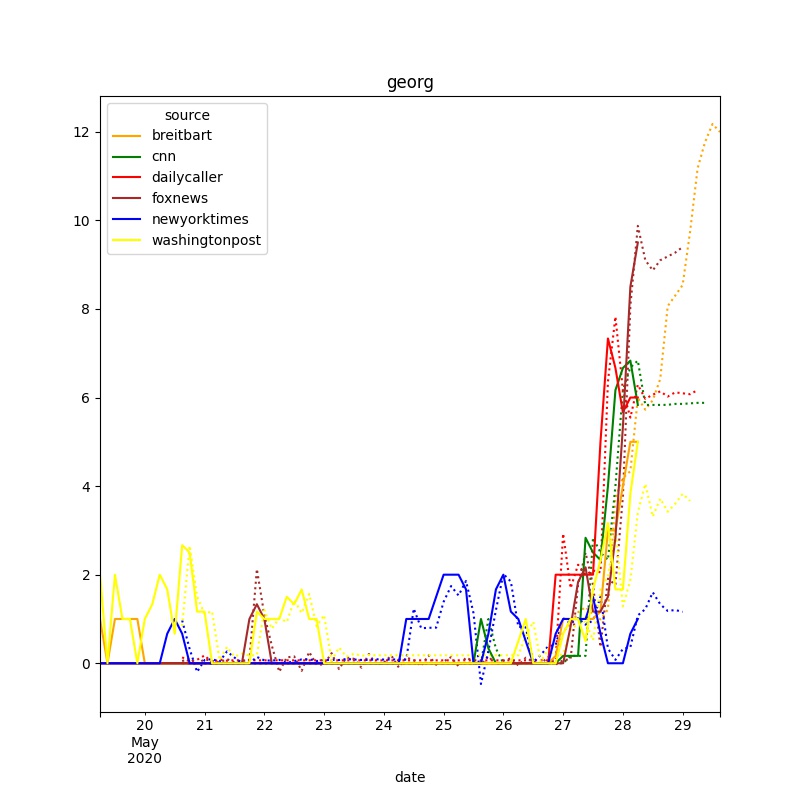 georg
source
breitbart
cnn
dailycaller
foxnews
newyorktimes
washingtonpost
12
10
8
6
4
2
0
20 21 22 23 24 25 26 27 28 29
May
2020
date